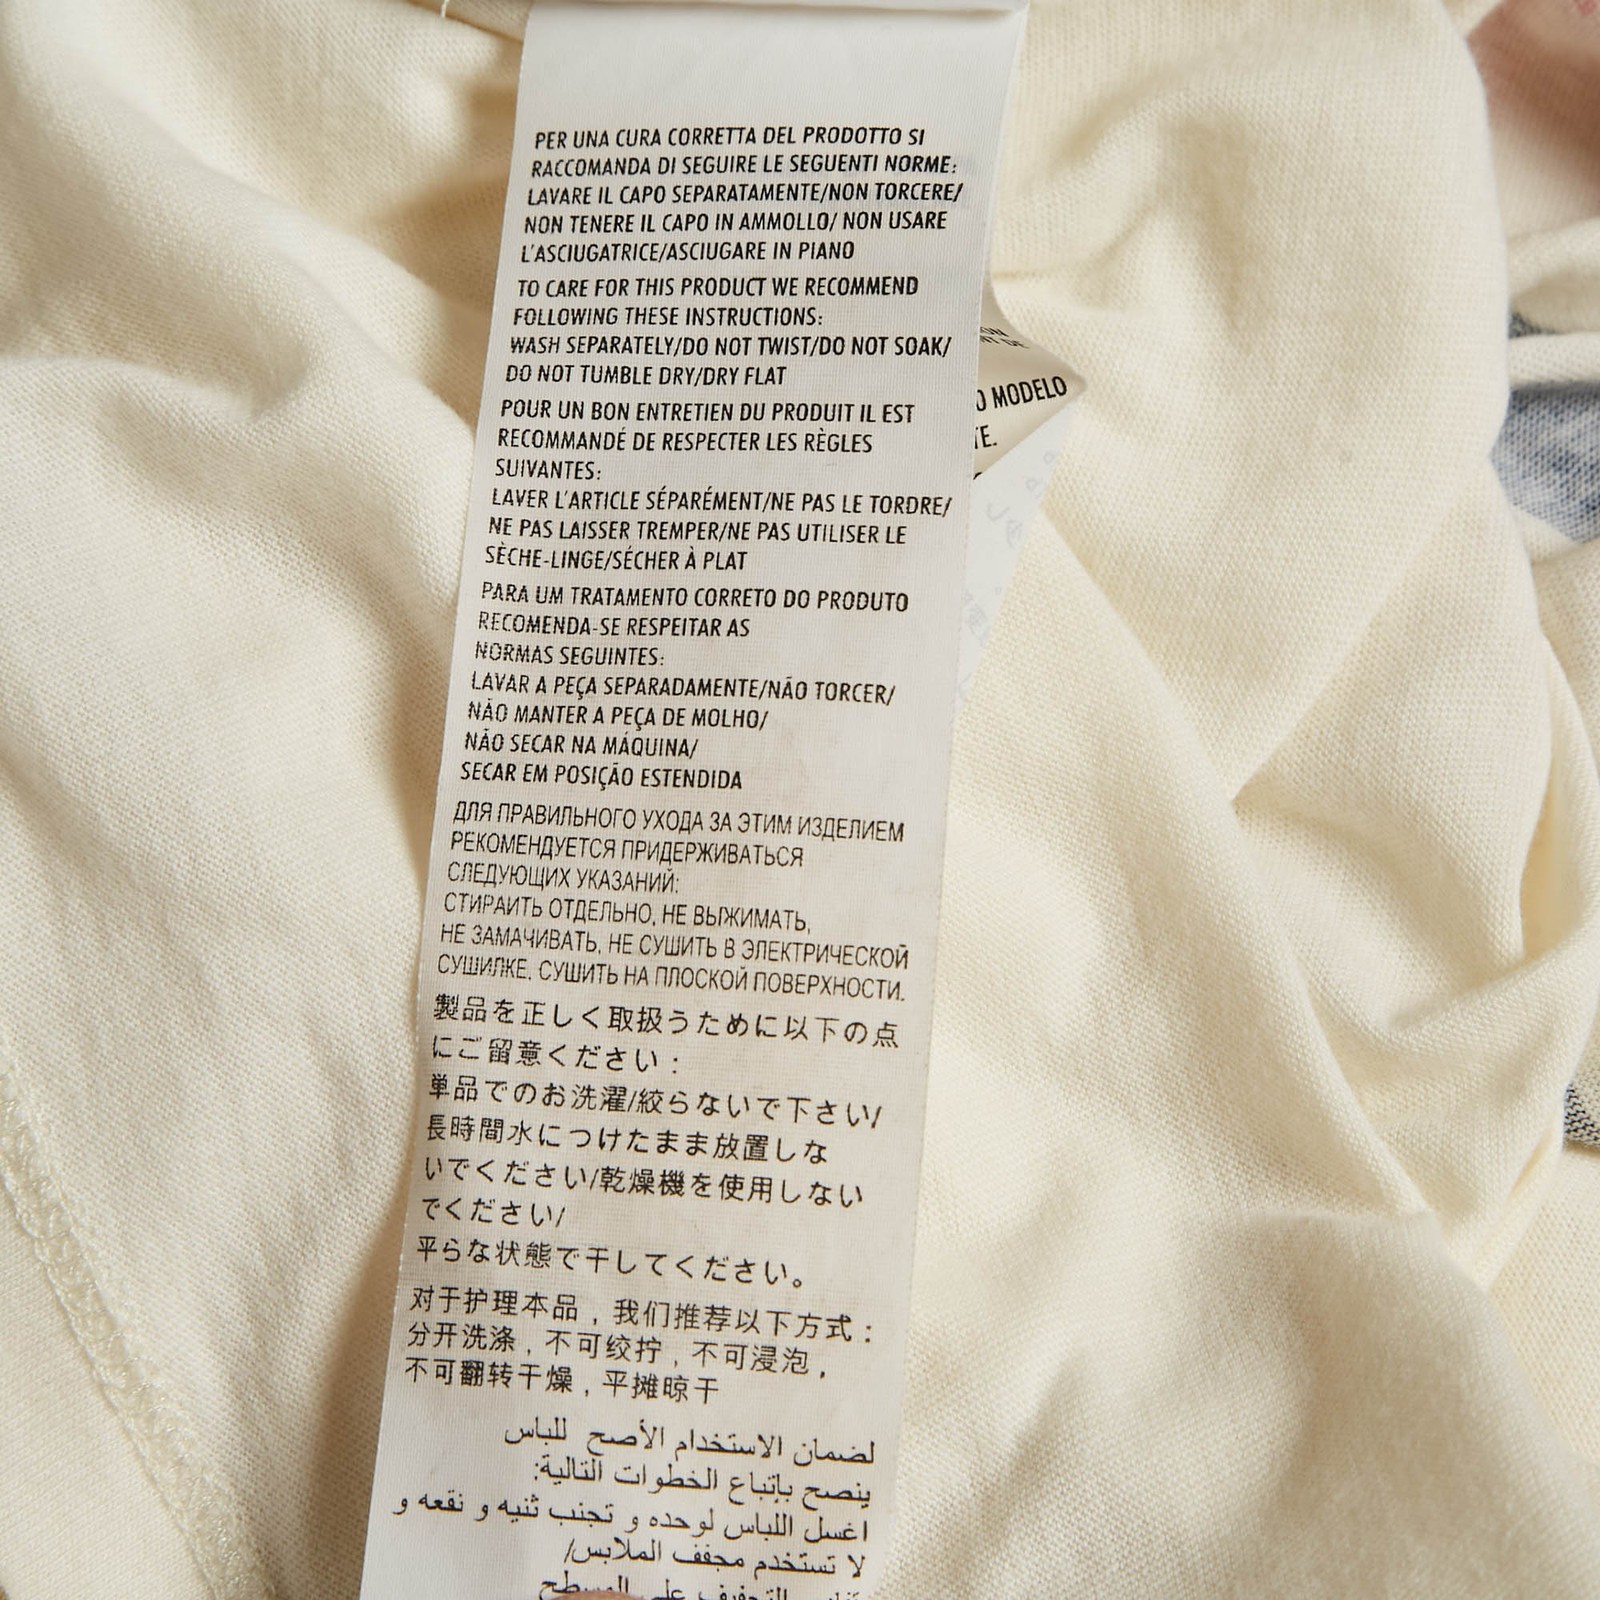 PER UNA CURA CORRETTA DEL PRODOTTO SI
RACCOMANDA DI SEGUIRE LE SEGUENTI NORME:
LAVARE IL CAPO SEPARATAMENTE/NON TORCERE/
NON TENERE IL CAPO IN AMMOLLO/ NON USARE
L'ASCIUGATRICE/ASCIUGARE IN PIANO
TO CARE FOR THIS PRODUCT WE RECOMMEND
FOLLOWING THESE INSTRUCTIONS:
WASH SEPARATELY/DO NOT TWIST/DO NOT SOAK/
DO NOT TUMBLE DRY/DRY FLAT
POUR UN BON ENTRETIEN DU PRODUIT IL EST
RECOMMANDÉ DE RESPECTER LES RÈGLES
SUIVANTES:
LAVER L'ARTICLE SÉPARÉMENT/NE PAS LE TORDRE/
NE PAS LAISSER TREMPER/NE PAS UTILISER LE
SÈCHE-LINGE/SÉCHER À PLAT
PARA UM TRATAMENTO CORRETO DO PRODUTO
RECOMENDA-SE RESPEITAR AS
NORMAS SEGUINTES:
LAVAR A PEÇA SEPARADAMENTE/NÃO TORCER/
NÃO MANTER A PEÇA DE MOLHO/
NÃO SECAR NA MÁQUINA/
SECAR EM POSIÇÃO ESTENDIDA
ДЛЯ ПРАВИЛЬНОГО УХОДА ЗА ЭТИМ ИЗДЕЛИЕМ
РЕКОМЕНДУЕТСЯ ПРИДЕРЖИВАТЬСЯ
СЛЕДУЮЩИХ УКАЗАНИЙ:
СТИРАИТЬ ОТДЕЛЬНО, НЕ ВЫЖИМАТЬ,
НЕ ЗАМАЧИВАТЬ, НЕ СУШИТЬ В ЭЛЕКТРИЧЕСКОЙ
СУШИЛКЕ. СУШИТЬ НА ПЛОСКОЙ ПОВЕРХНОСТИ.
製品を正しく取扱うために以下の点
にご留意ください：
単品でのお洗濯/絞らないで下さい/
長時間水につけたまま放置しな
いでください/乾燥機を使用しない
でください/
平らな状態で干してください。
对于护理本品，我们推荐以下方式：
分开洗涤，不可绞拧，不可浸泡，
不可翻转干燥，平摊晾干
لضمان الاستخدام الأصح للباس
ينصح بإتباع الخطوات التالية:
اغسل اللباس لوحده و تجنب ثنيه و نقعه و
لا تستخدم مجفف الملابس/
التجفيف على المسطح
MODELO